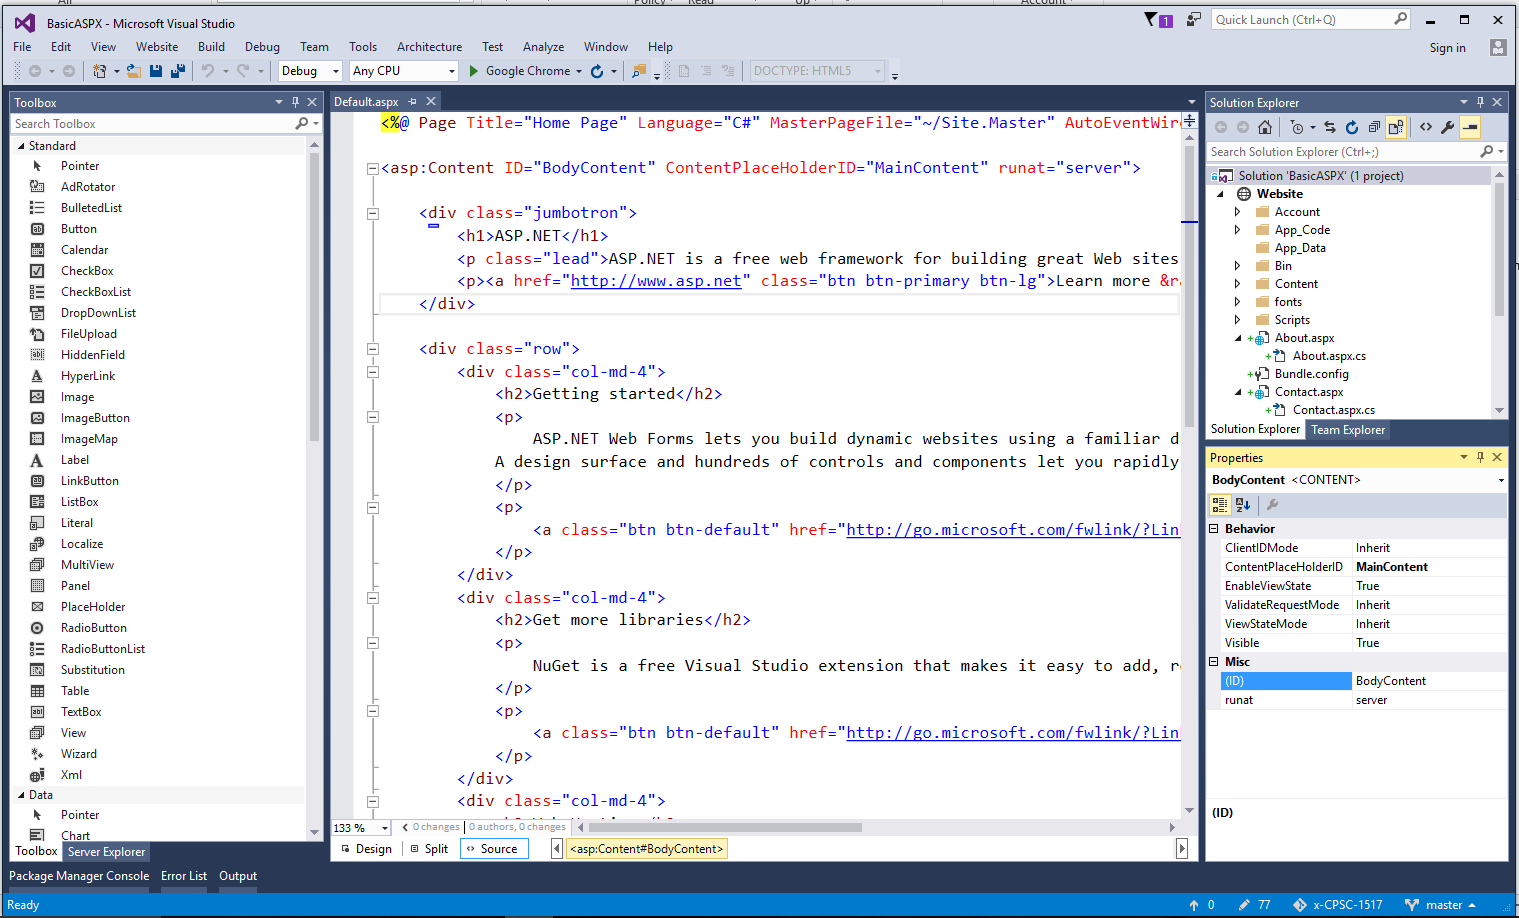 BasicASPX - Microsoft Visual Studio
1
Quick Launch (Ctrl+Q)
File Edit View Website Build Debug Team Tools Architecture Test Analyze Window Help
Sign in
Debug Any CPU Google Chrome DOCTYPE: HTML5
Toolbox
Search Toolbox
Standard
Pointer
AdRotator
BulletedList
Button
Calendar
CheckBox
CheckBoxList
DropDownList
FileUpload
HiddenField
HyperLink
Image
ImageButton
ImageMap
Label
LinkButton
ListBox
Literal
Localize
MultiView
Panel
PlaceHolder
RadioButton
RadioButtonList
Substitution
Table
TextBox
View
Wizard
Xml
Data
Pointer
Chart
Toolbox Server Explorer
Default.aspx
<%@ Page Title="Home Page" Language="C#" MasterPageFile="~/Site.Master" AutoEventWire
<asp:Content ID="BodyContent" ContentPlaceHolderID="MainContent" runat="server">
<div class="jumbotron">
<h1>ASP.NET</h1>
<p class="lead">ASP.NET is a free web framework for building great Web sites
<p><a href="http://www.asp.net" class="btn btn-primary btn-lg">Learn more &ra
</div>
<div class="row">
<div class="col-md-4">
<h2>Getting started</h2>
<p>
ASP.NET Web Forms lets you build dynamic websites using a familiar d
A design surface and hundreds of controls and components let you rapidly
</p>
<p>
<a class="btn btn-default" href="http://go.microsoft.com/fwlink/?Lin
</p>
</div>
<div class="col-md-4">
<h2>Get more libraries</h2>
<p>
NuGet is a free Visual Studio extension that makes it easy to add, re
</p>
<p>
<a class="btn btn-default" href="http://go.microsoft.com/fwlink/?Lin
</p>
</div>
<div class="col-md-4">
133 % 0 changes | 0 authors, 0 changes
Design Split Source <asp:Content#BodyContent>
Solution Explorer
Search Solution Explorer (Ctrl+;)
Solution 'BasicASPX' (1 project)
Website
Account
App_Code
App_Data
Bin
Content
fonts
Scripts
About.aspx
About.aspx.cs
Bundle.config
Contact.aspx
Contact.aspx.cs
Solution Explorer Team Explorer
Properties
BodyContent <CONTENT>
Behavior
ClientIDMode Inherit
ContentPlaceHolderID MainContent
EnableViewState True
ValidateRequestMode Inherit
ViewStateMode Inherit
Visible True
Misc
(ID) BodyContent
runat server
(ID)
Package Manager Console Error List Output
Ready
0 77 x-CPSC-1517 master